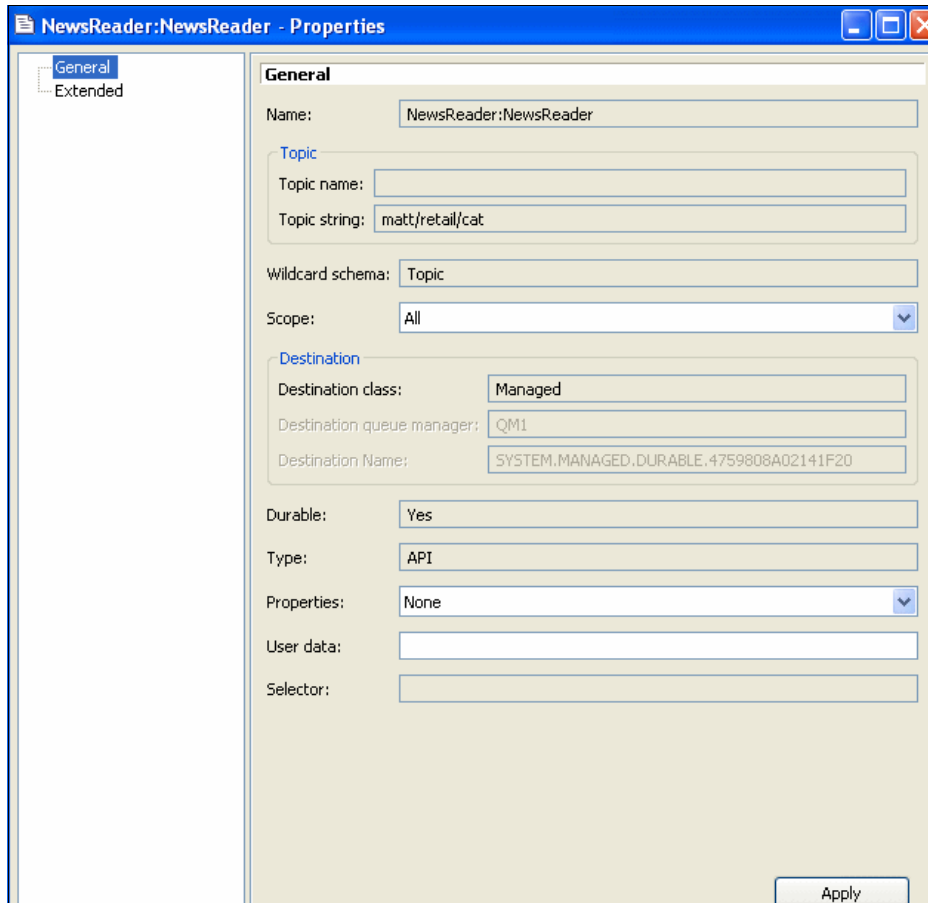 NewsReader:NewsReader - Properties
General
Extended
General
Name: NewsReader:NewsReader
Topic
Topic name:
Topic string: matt/retail/cat
Wildcard schema: Topic
Scope: All
Destination
Destination class: Managed
Destination queue manager: QM1
Destination Name: SYSTEM.MANAGED.DURABLE.4759808A02141F20
Durable: Yes
Type: API
Properties: None
User data:
Selector:
Apply